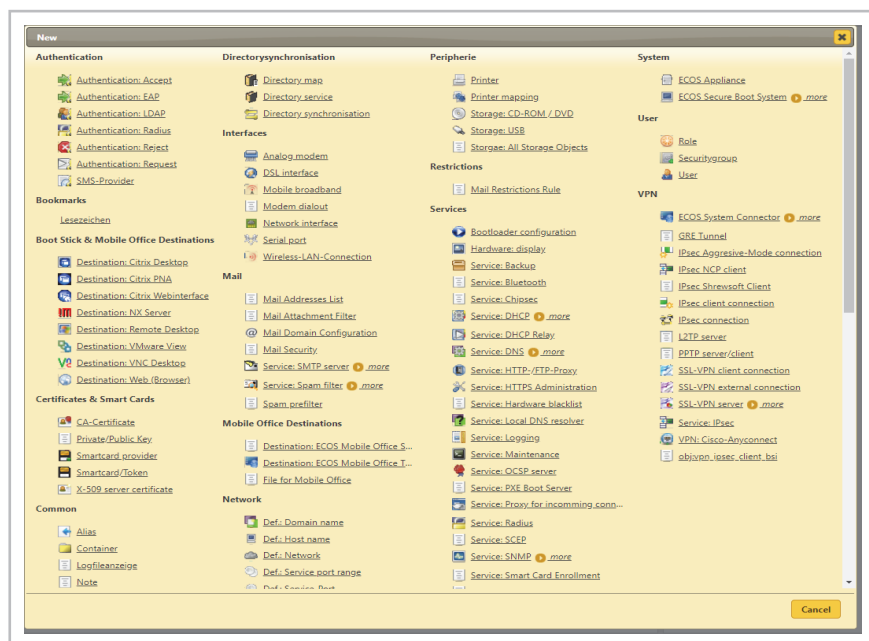 New
Authentication
Authentication: Accept
Authentication: EAP
Authentication: LDAP
Authentication: Radius
Authentication: Reject
Authentication: Request
SMS-Provider
Bookmarks
Lesezeichen
Boot Stick & Mobile Office Destinations
Destination: Citrix Desktop
Destination: Citrix PNA
Destination: Citrix Webinterface
Destination: NX Server
Destination: Remote Desktop
Destination: VMware View
Destination: VNC Desktop
Destination: Web (Browser)
Certificates & Smart Cards
CA-Certificate
Private/Public Key
Smartcard provider
Smartcard/Token
X-509 server certificate
Common
Alias
Container
Logfileanzeige
Note
Directorysynchronisation
Directory map
Directory service
Directory synchronisation
Interfaces
Analog modem
DSL interface
Mobile broadband
Modem dialout
Network interface
Serial port
Wireless-LAN-Connection
Mail
Mail Addresses List
Mail Attachment Filter
Mail Domain Configuration
Mail Security
Service: SMTP server more
Service: Spam filter more
Spam prefilter
Mobile Office Destinations
Destination: ECOS Mobile Office S...
Destination: ECOS Mobile Office T...
File for Mobile Office
Network
Def.: Domain name
Def.: Host name
Def.: Network
Def.: Service port range
Def.: Service-Port
Peripherie
Printer
Printer mapping
Storage: CD-ROM / DVD
Storage: USB
Storgae: All Storage Objects
Restrictions
Mail Restrictions Rule
Services
Bootloader configuration
Hardware: display
Service: Backup
Service: Bluetooth
Service: Chipsec
Service: DHCP more
Service: DHCP Relay
Service: DNS more
Service: HTTP-/FTP-Proxy
Service: HTTPS Administration
Service: Hardware blacklist
Service: Local DNS resolver
Service: Logging
Service: Maintenance
Service: OCSP server
Service: PXE Boot Server
Service: Proxy for incomming conn...
Service: Radius
Service: SCEP
Service: SNMP more
Service: Smart Card Enrollment
System
ECOS Appliance
ECOS Secure Boot System more
User
Role
Securitygroup
User
VPN
ECOS System Connector more
GRE Tunnel
IPsec Aggresive-Mode connection
IPsec NCP client
IPsec Shrewsoft Client
IPsec client connection
IPsec connection
L2TP server
PPTP server/client
SSL-VPN client connection
SSL-VPN external connection
SSL-VPN server more
Service: IPsec
VPN: Cisco-Anyconnect
obj:vpn_ipsec_client_bsi
Cancel